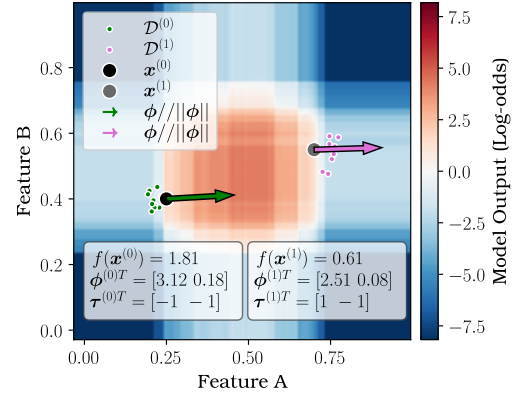 𝒟⁽⁰⁾
𝒟⁽¹⁾
𝒙⁽⁰⁾
𝒙⁽¹⁾
ϕ//||ϕ||
ϕ//||ϕ||
f(𝒙⁽⁰⁾) = 1.81
ϕ⁽⁰⁾ᵀ = [3.12 0.18]
τ⁽⁰⁾ᵀ = [−1 −1]
f(𝒙⁽¹⁾) = 0.61
ϕ⁽¹⁾ᵀ = [2.51 0.08]
τ⁽¹⁾ᵀ = [1 −1]
Feature B
0.8
0.6
0.4
0.2
0.0
0.00
0.25
0.50
0.75
Feature A
7.5
5.0
2.5
0.0
−2.5
−5.0
−7.5
Model Output (Log-odds)